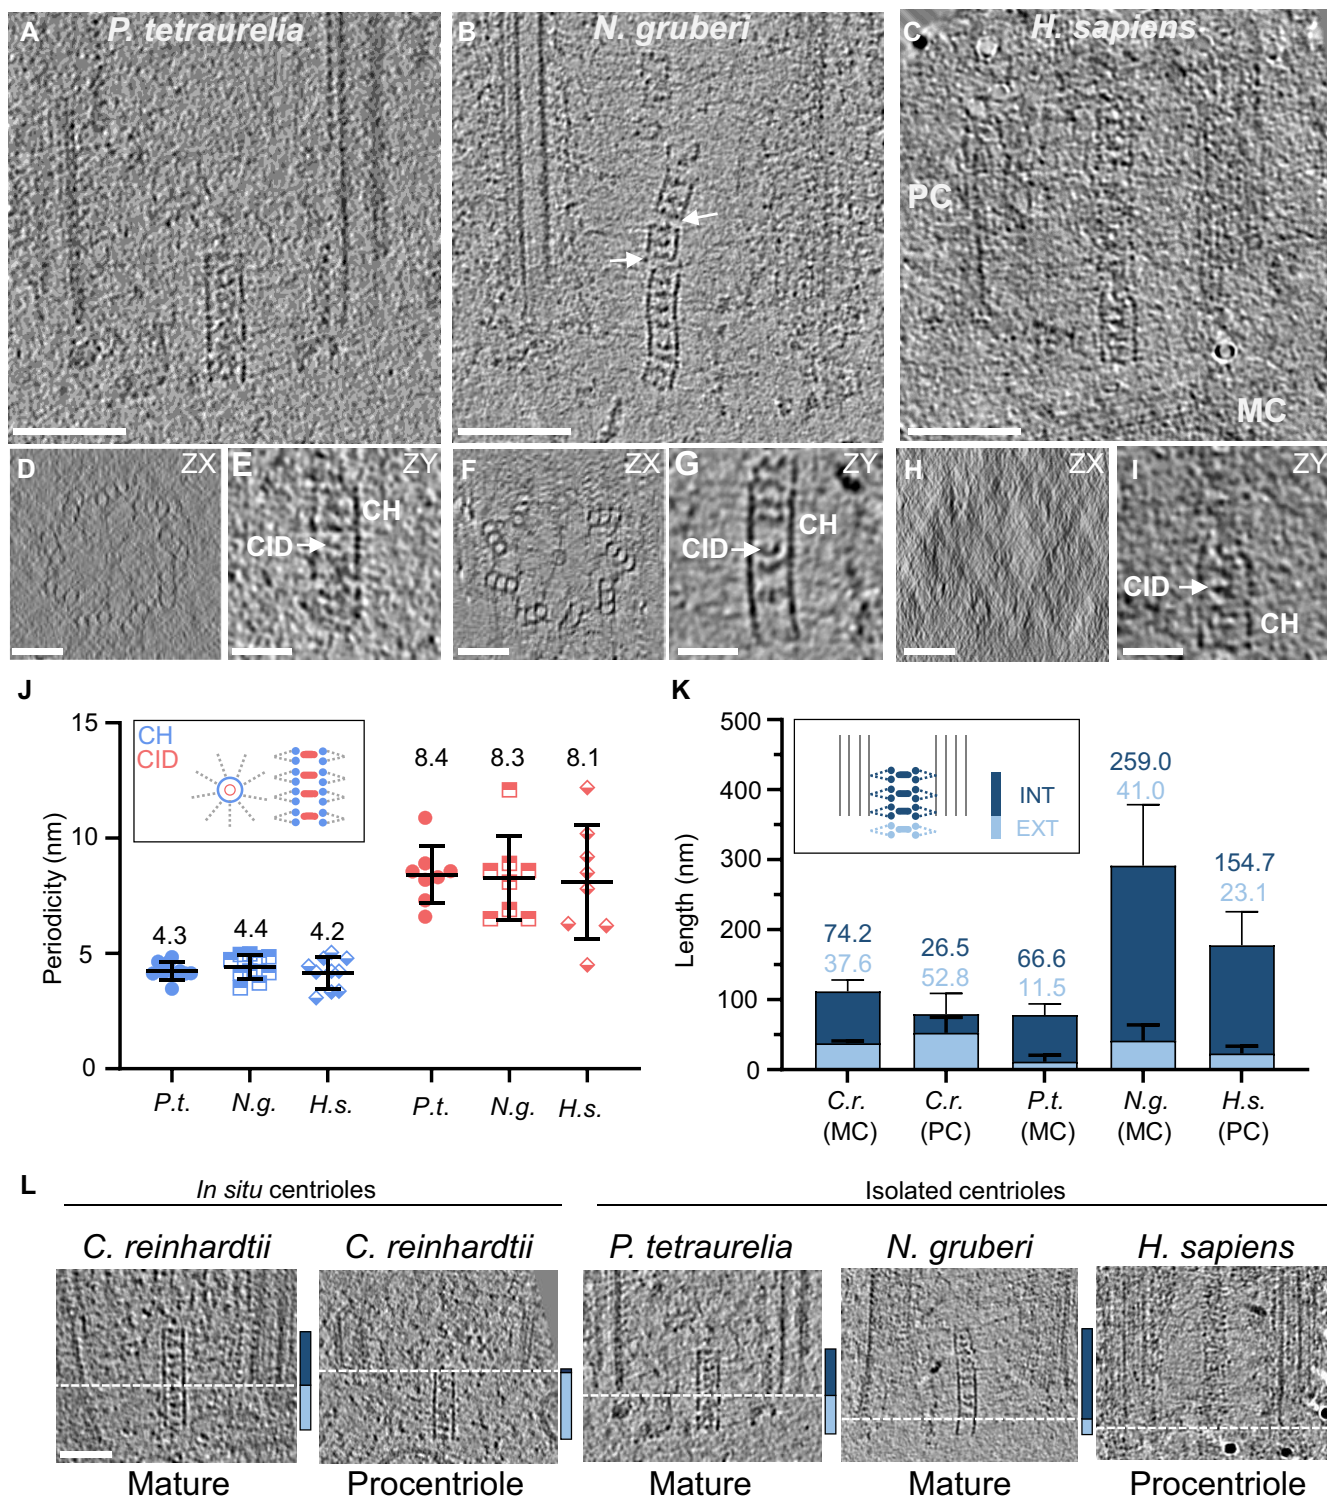 A P. tetraurelia
B N. gruberi
C H. sapiens
PC
MC
D ZX
E ZY
CH
CID
F ZX
G ZY
CH
CID
H ZX
I ZY
CID
CH
J
15
10
5
0
Periodicity (nm)
CH
CID
4.3
4.4
4.2
8.4
8.3
8.1
P.t.
N.g.
H.s.
P.t.
N.g.
H.s.
K
500
400
300
200
100
0
Length (nm)
INT
EXT
74.2
37.6
26.5
52.8
66.6
11.5
259.0
41.0
154.7
23.1
C.r.
(MC)
C.r.
(PC)
P.t.
(MC)
N.g.
(MC)
H.s.
(PC)
L
In situ centrioles
Isolated centrioles
C. reinhardtii
C. reinhardtii
P. tetraurelia
N. gruberi
H. sapiens
Mature
Procentriole
Mature
Mature
Procentriole